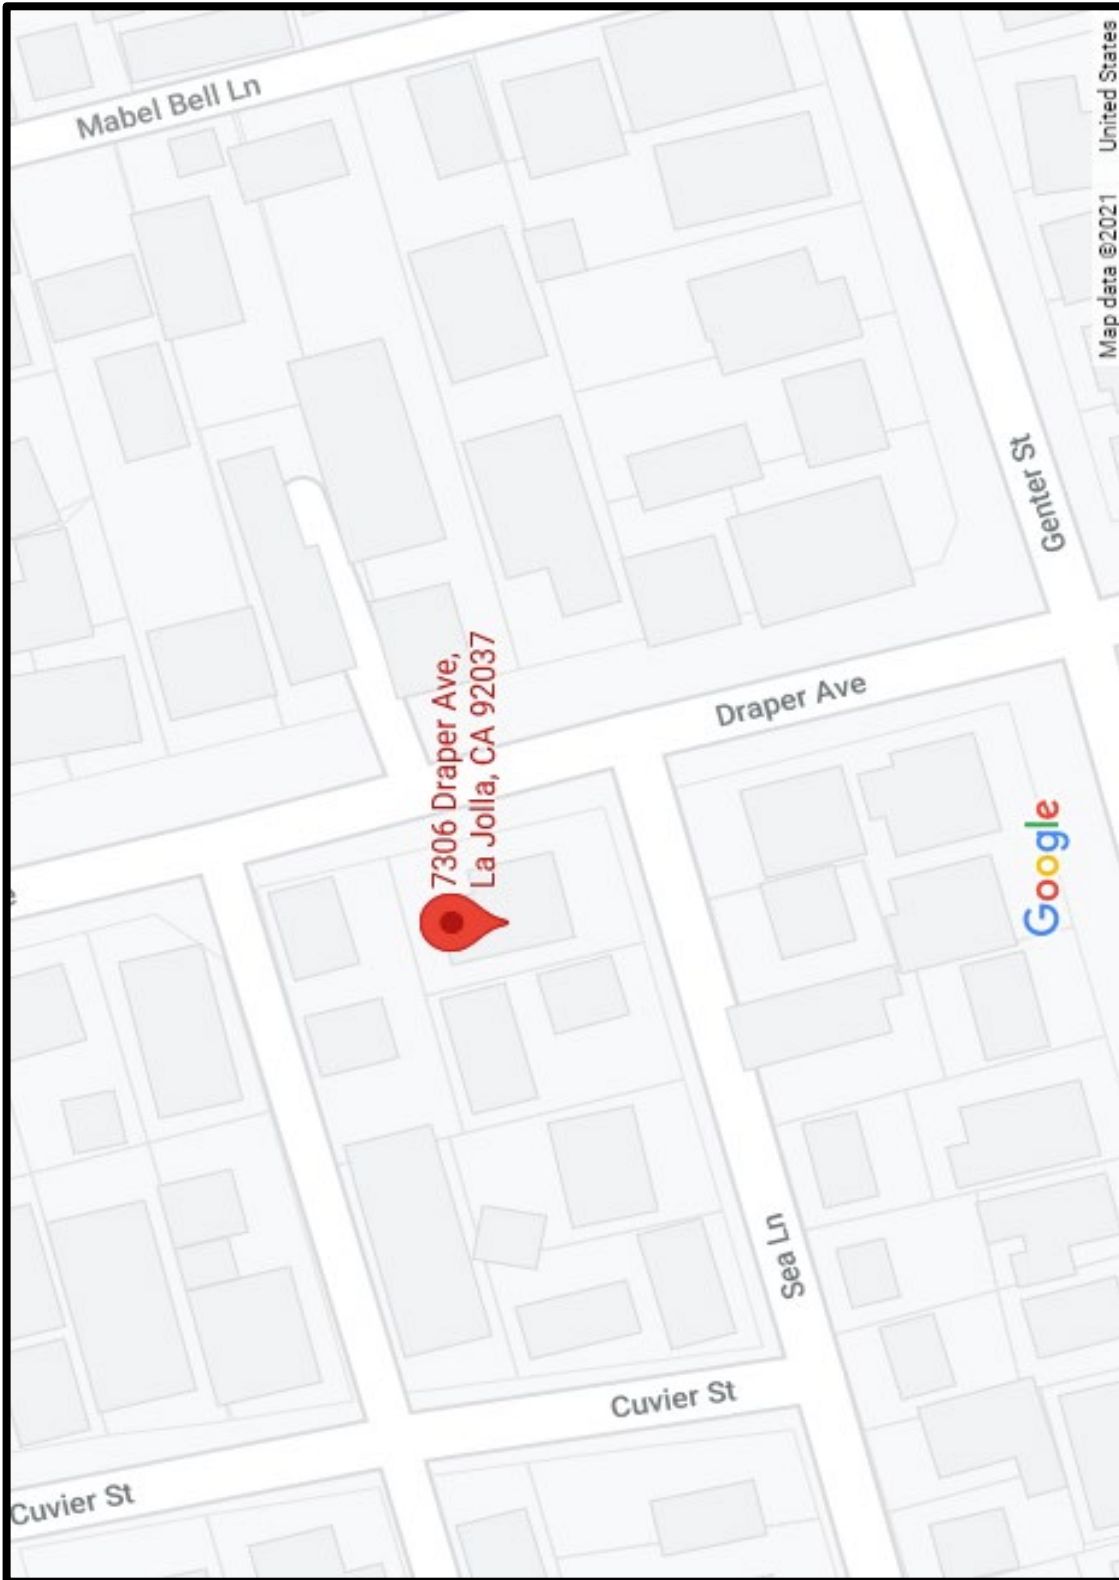 Mabel Bell Ln
Genter St
7306 Draper Ave,
La Jolla, CA 92037
Draper Ave
Google
Sea Ln
Cuvier St
Cuvier St
Map data ©2021 United States